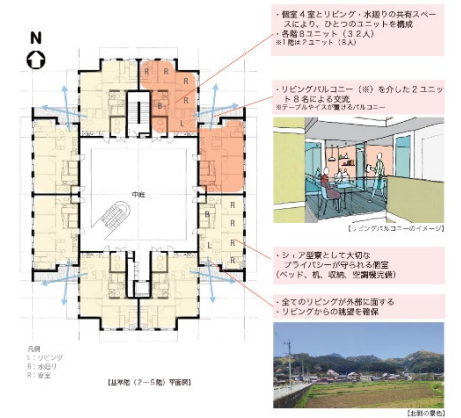 N
・個室4室とリビング・水廻りの共有スペー
スにより、ひとつのユニットを構成
・各階8ユニット(32人)
※1階は2ユニット(8人)
・リビングバルコニー(※)を介した2ユニッ
ト8名による交流
※テーブルやイスが置けるバルコニー
【リビングバルコニーのイメージ】
・シェア型寮として大切な
プライバシーが守られる個室
(ベッド、机、収納、空調機完備)
・全てのリビングが外部に面する
・リビングからの眺望を確保
【北側の景色】
R
R
R
R
B
L
中庭
B
R
R
R
L
R
凡例
L:リビング
B:水廻り
R:寮室
【基準階(2~5階)平面図】